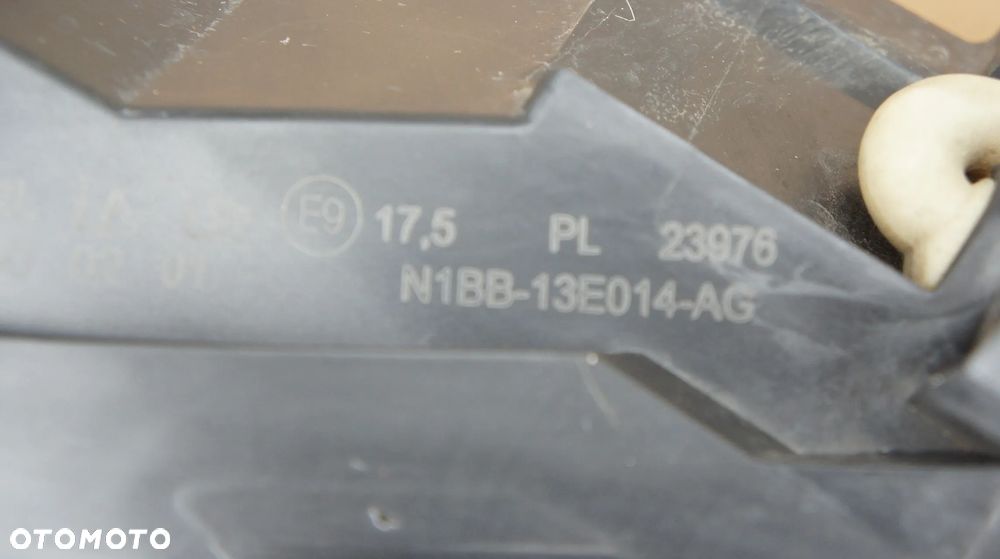 E9 17,5 PL 23976
N1BB-13E014-AG
OTOMOTO